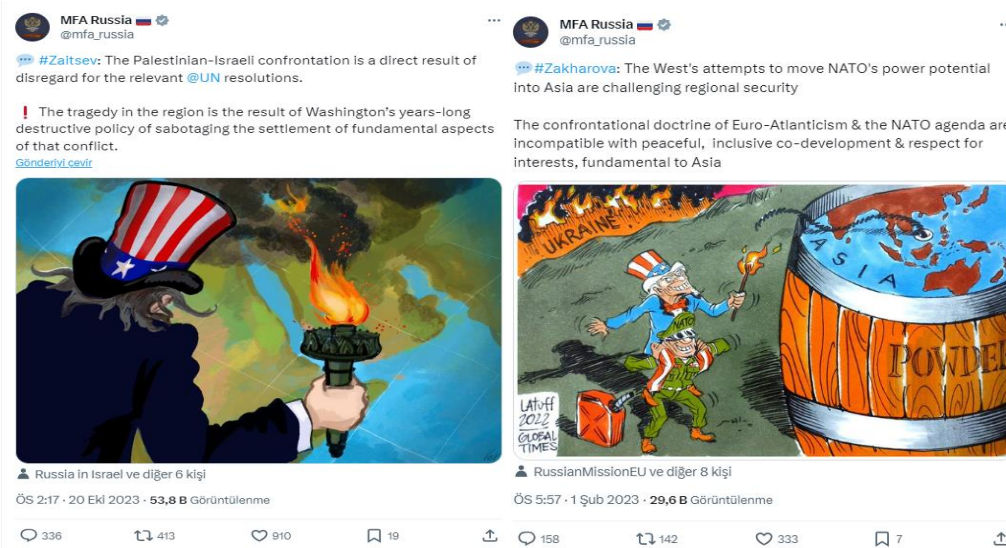 MFA Russia 🇷🇺
@mfa_russia
💬 #Zaitsev: The Palestinian-Israeli confrontation is a direct result of
disregard for the relevant @UN resolutions.
❗ The tragedy in the region is the result of Washington's years-long
destructive policy of sabotaging the settlement of fundamental aspects
of that conflict.
Gönderiyi çevir
Russia in Israel ve diğer 6 kişi
ÖS 2:17 · 20 Eki 2023 · 53,8 B Görüntülenme
336 413 910 19
MFA Russia 🇷🇺
@mfa_russia
💬 #Zakharova: The West's attempts to move NATO's power potential
into Asia are challenging regional security
The confrontational doctrine of Euro-Atlanticism & the NATO agenda are
incompatible with peaceful, inclusive co-development & respect for
interests, fundamental to Asia
UKRAINE
ASIA
NATO
POWDER
LATUFF
2022
GLOBAL
TIMES
RussianMissionEU ve diğer 8 kişi
ÖS 5:57 · 1 Şub 2023 · 29,6 B Görüntülenme
158 142 333 7